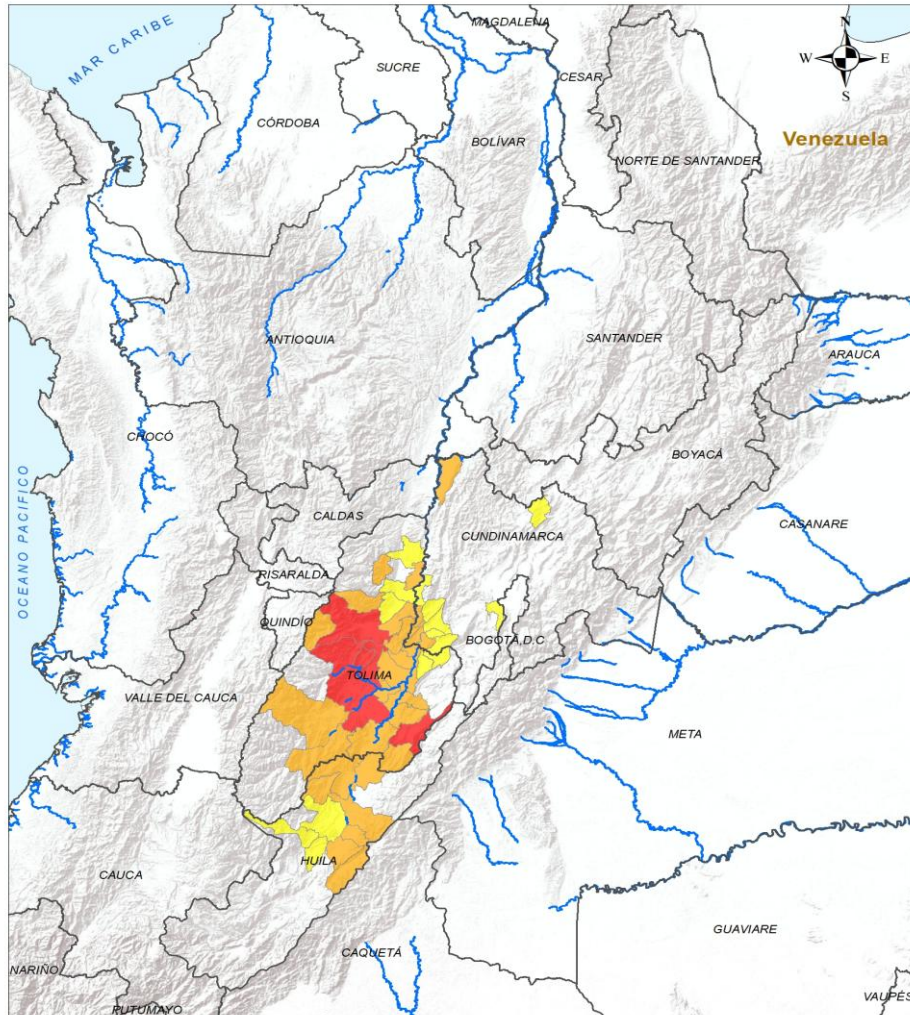 MAGDALENA
N
MAR CARIBE
W
E
SUCRE
CESAR
S
CÓRDOBA
BOLÍVAR
Venezuela
NORTE DE SANTANDER
ANTIOQUIA
SANTANDER
ARAUCA
CHOCÓ
BOYACÁ
OCEANO PACIFICO
CALDAS
CASANARE
CUNDINAMARCA
RISARALDA
QUINDÍO
BOGOTÁ, D.C
TOLIMA
VALLE DEL CAUCA
META
HUILA
CAUCA
GUAVIARE
CAQUETÁ
NARIÑO
VAUPÉS
PUTUMAYO